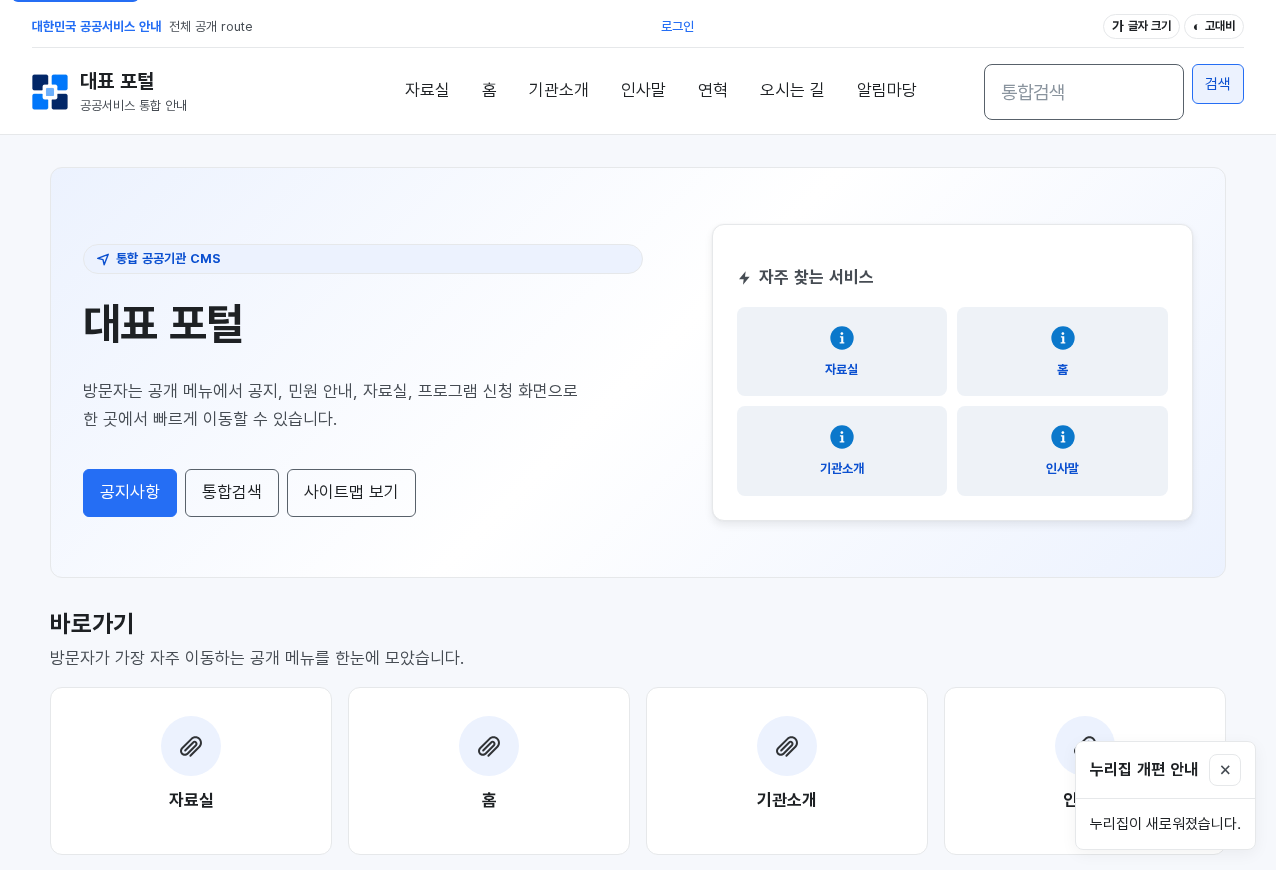 대한민국 공공서비스 안내 전체 공개 route
로그인
가 글자 크기
고대비
대표 포털
공공서비스 통합 안내
자료실 홈 기관소개 인사말 연혁 오시는 길 알림마당
통합검색
검색
통합 공공기관 CMS
대표 포털
방문자는 공개 메뉴에서 공지, 민원 안내, 자료실, 프로그램 신청 화면으로
한 곳에서 빠르게 이동할 수 있습니다.
공지사항 통합검색 사이트맵 보기
자주 찾는 서비스
자료실 홈
기관소개 인사말
바로가기
방문자가 가장 자주 이동하는 공개 메뉴를 한눈에 모았습니다.
자료실 홈 기관소개
누리집 개편 안내
누리집이 새로워졌습니다.